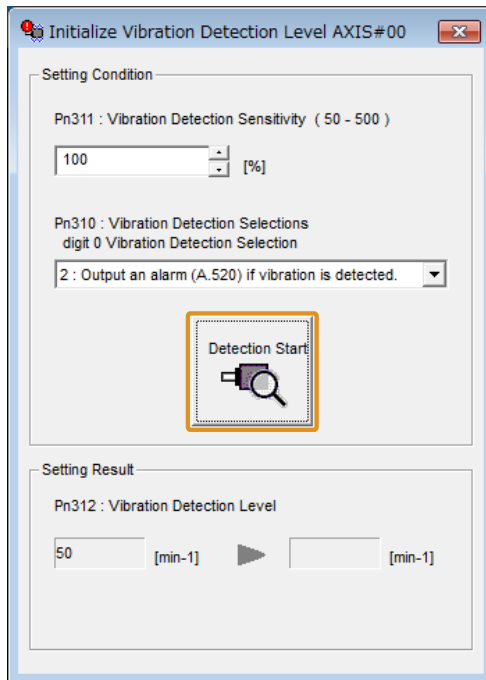 Initialize Vibration Detection Level AXIS#00
Setting Condition
Pn311 : Vibration Detection Sensitivity ( 50 - 500 )
100
[%]
Pn310 : Vibration Detection Selections
digit 0 Vibration Detection Selection
2 : Output an alarm (A.520) if vibration is detected.
Detection Start
Setting Result
Pn312 : Vibration Detection Level
50 [min-1] [min-1]